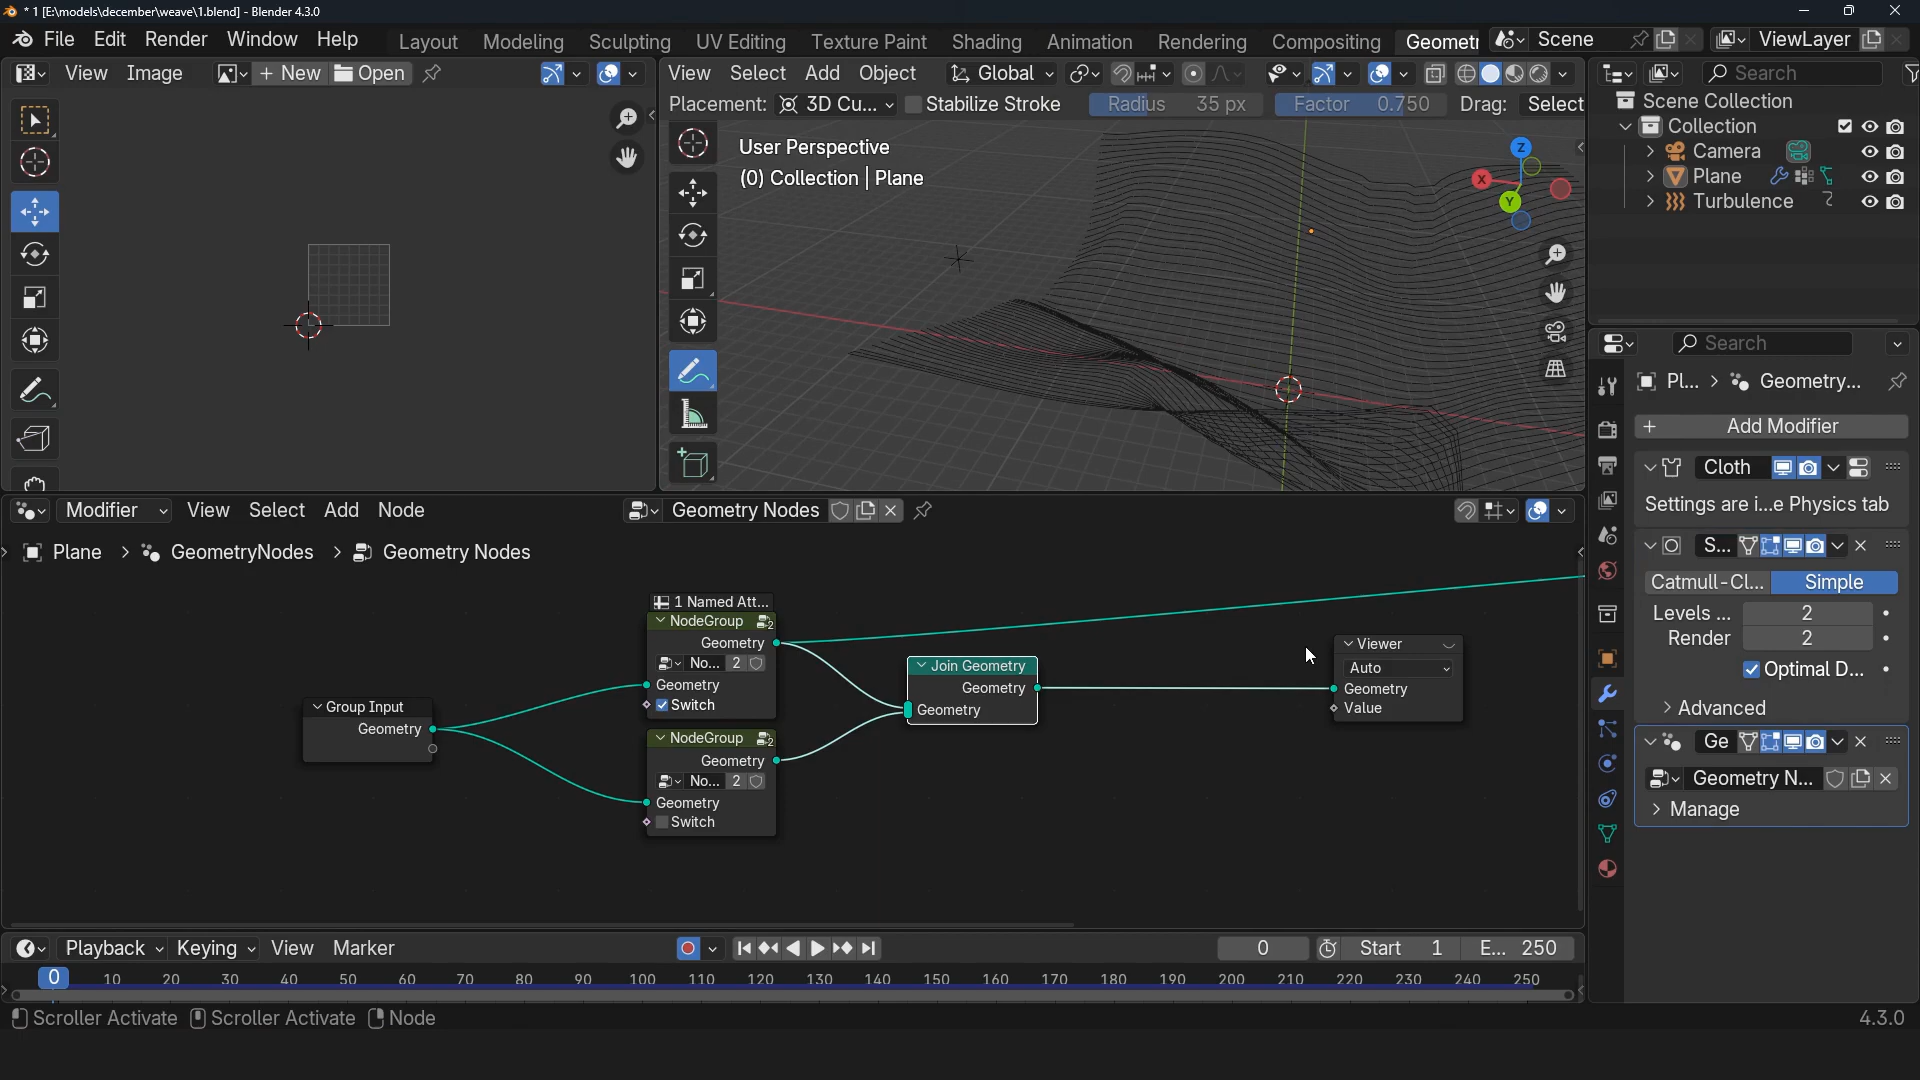 * 1 [E:\models\december\weave\1.blend] - Blender 4.3.0
File Edit Render Window Help Layout Modeling Sculpting UV Editing Texture Paint Shading Animation Rendering Compositing Geometr Scene ViewLayer
View Image New Open
View Select Add Object Global
Placement: 3D Cu... Stabilize Stroke Radius 35 px Factor 0.750 Drag: Select
User Perspective
(0) Collection | Plane
Z
X
Y
Search
Scene Collection
Collection
Camera
Plane
Turbulence
Search
Pl... Geometry...
Add Modifier
Cloth
Settings are i...e Physics tab
S...
Catmull-Cl... Simple
Levels ... 2
Render 2
Optimal D...
Advanced
Ge
Geometry N...
Manage
Modifier View Select Add Node Geometry Nodes
Plane GeometryNodes Geometry Nodes
Group Input
Geometry
1 Named Att...
NodeGroup 2
Geometry
No... 2
Geometry
Switch
NodeGroup 2
Geometry
No... 2
Geometry
Switch
Join Geometry
Geometry
Geometry
Viewer
Auto
Geometry
Value
Playback Keying View Marker 0 Start 1 E... 250
0 10 20 30 40 50 60 70 80 90 100 110 120 130 140 150 160 170 180 190 200 210 220 230 240 250
Scroller Activate Scroller Activate Node 4.3.0